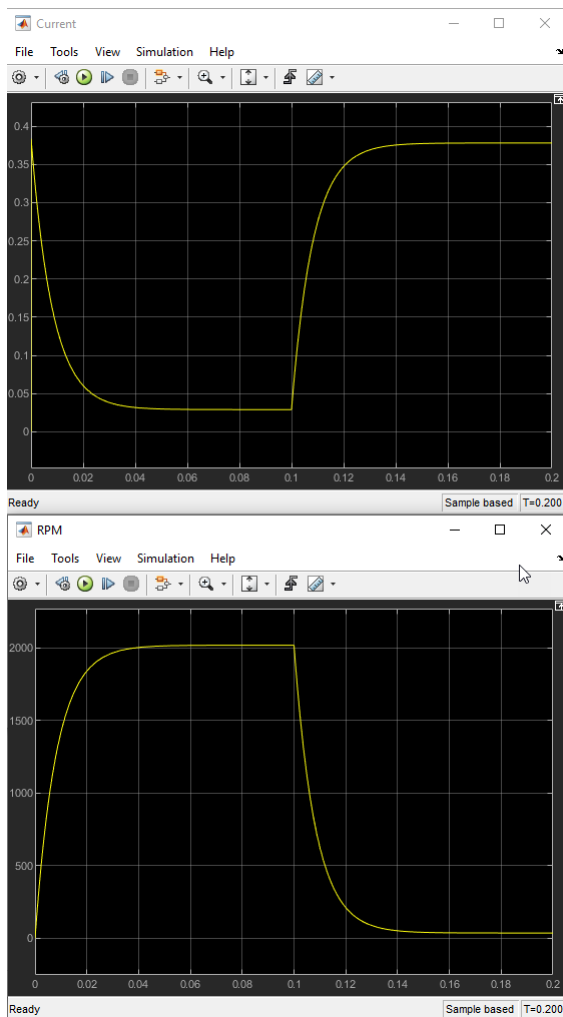 Current
File Tools View Simulation Help
0.4
0.35
0.3
0.25
0.2
0.15
0.1
0.05
0
0 0.02 0.04 0.06 0.08 0.1 0.12 0.14 0.16 0.18 0.2
Ready Sample based T=0.200
RPM
File Tools View Simulation Help
2000
1500
1000
500
0
0 0.02 0.04 0.06 0.08 0.1 0.12 0.14 0.16 0.18 0.2
Ready Sample based T=0.200